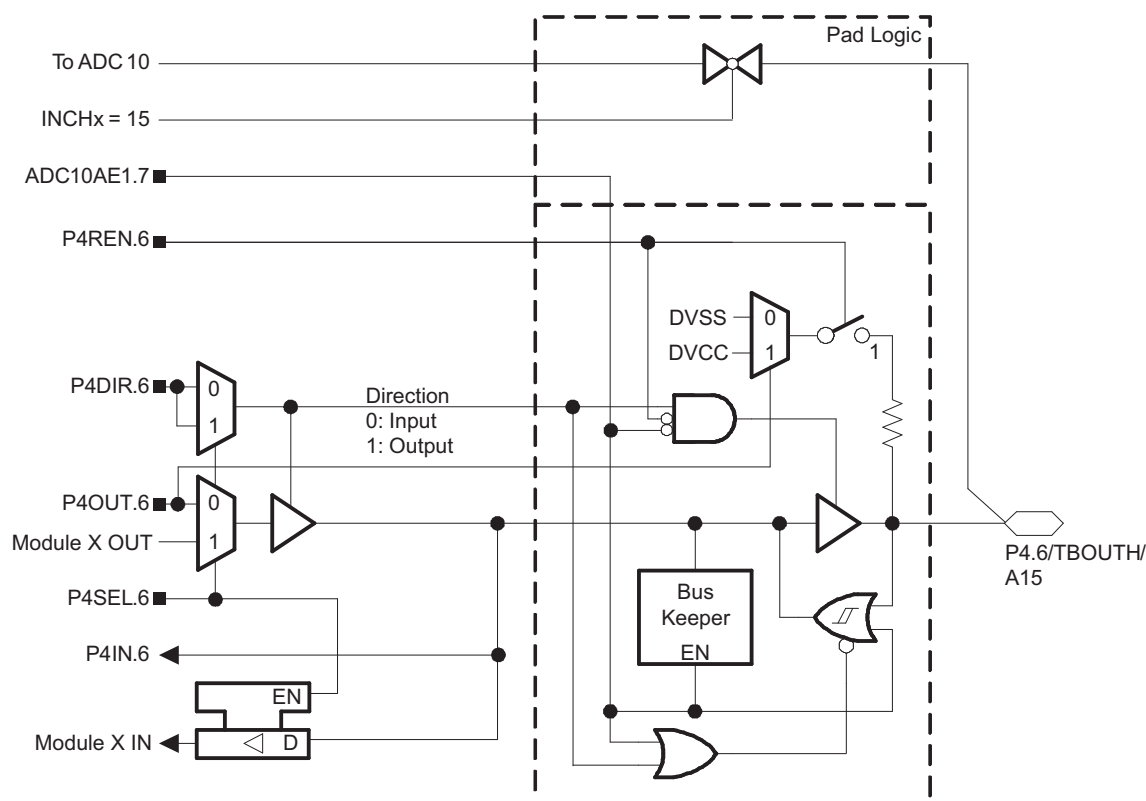 Pad Logic
To ADC 10
INCHx = 15
ADC10AE1.7
P4REN.6
DVSS
0
DVCC
1
1
P4DIR.6
0
1
Direction
0: Input
1: Output
P4OUT.6
0
Module X OUT
1
P4.6/TBOUTH/
A15
P4SEL.6
Bus
Keeper
EN
P4IN.6
EN
Module X IN
D